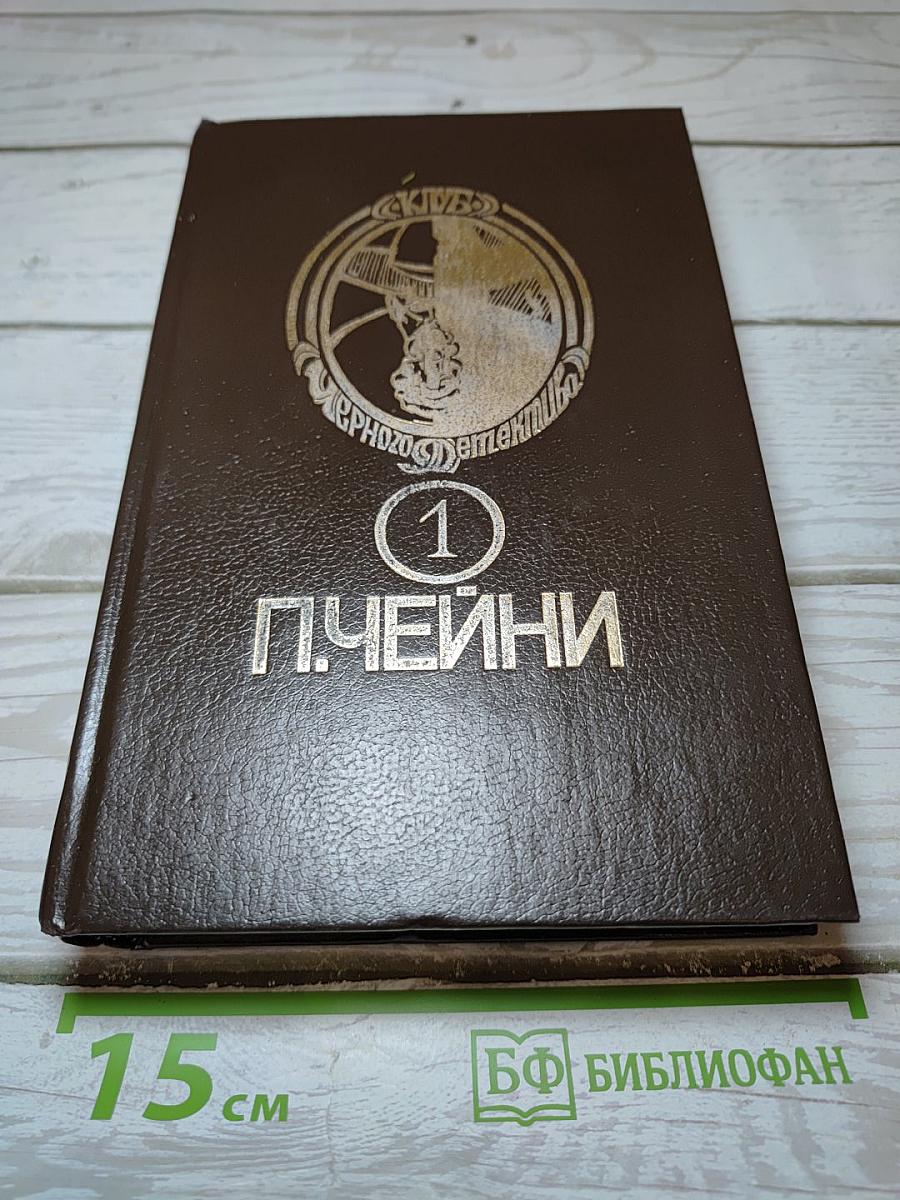 КЛУБ
Черного Детектива
1
П.ЧЕЙНИ
15 см
БФ БИБЛИОФАН